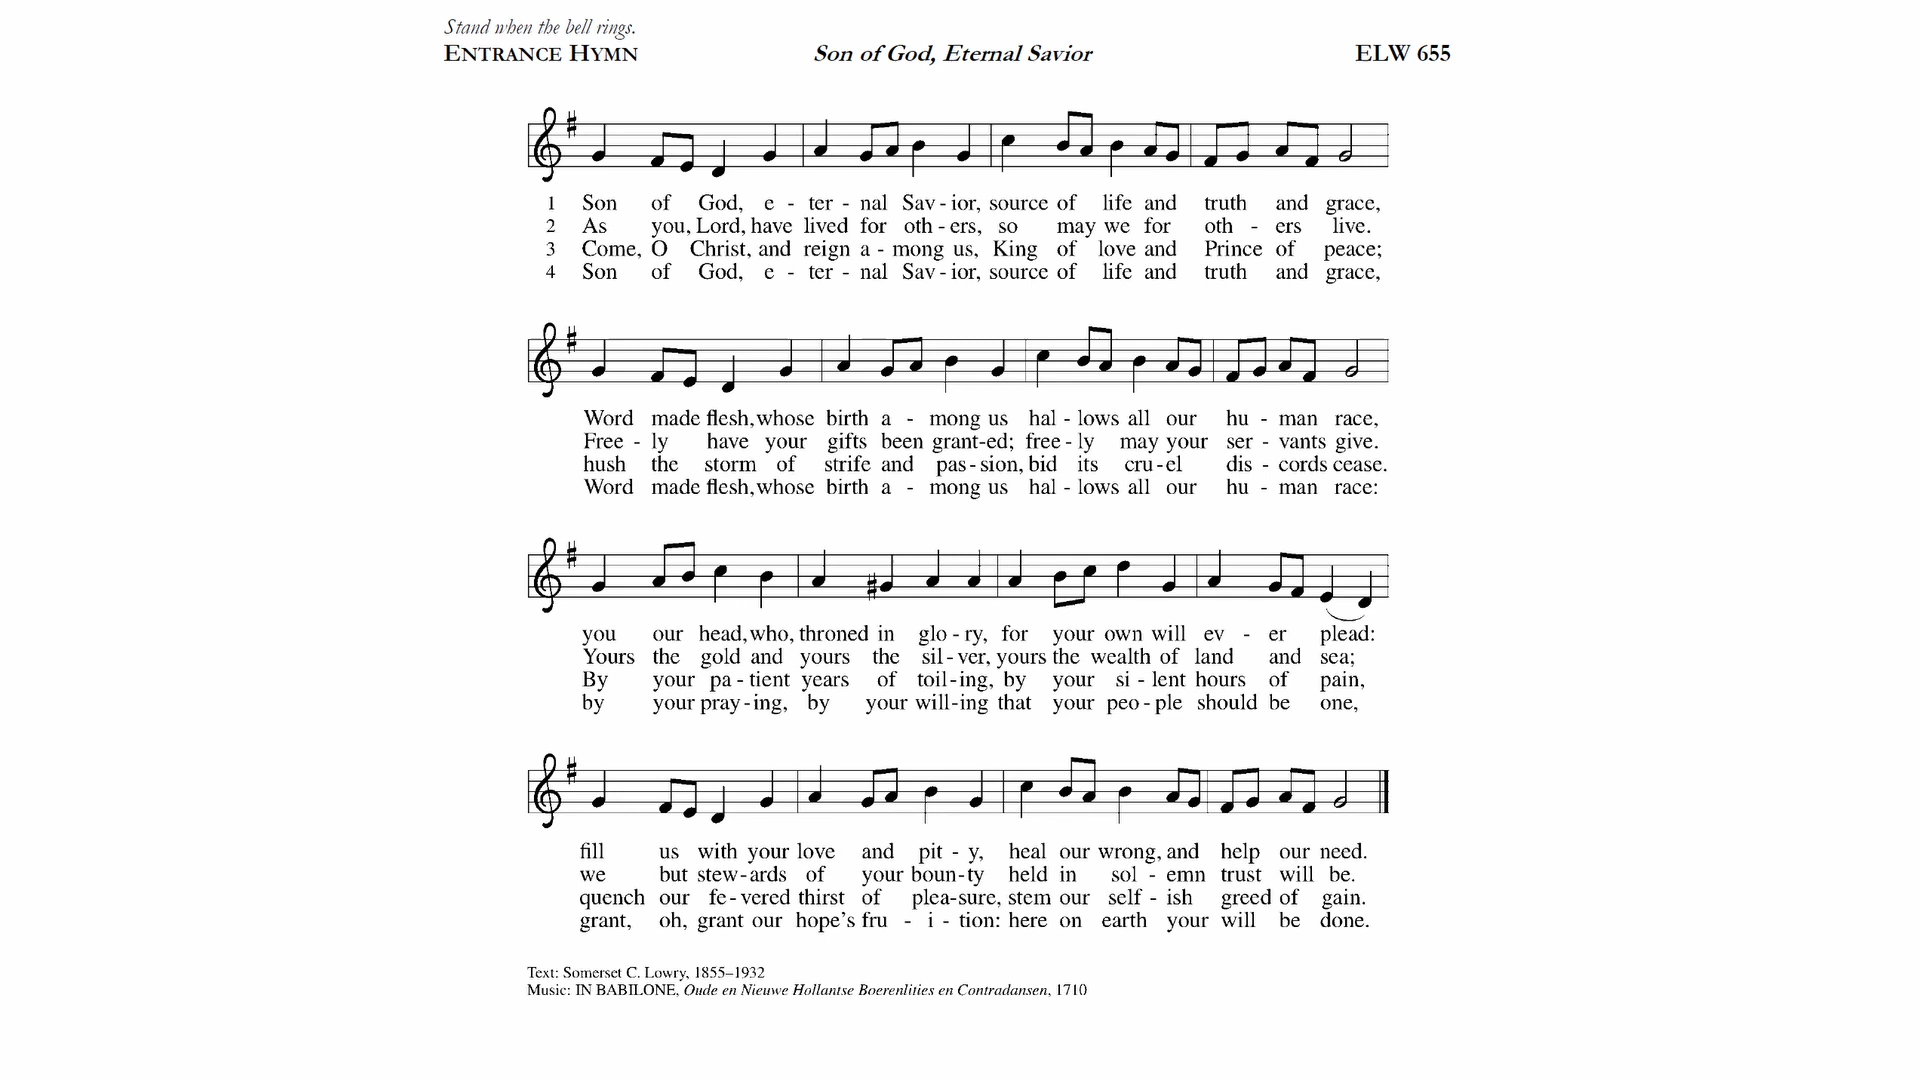 Stand when the bell rings.
ENTRANCE HYMN Son of God, Eternal Savior ELW 655
1 Son of God, e - ter - nal Sav - ior, source of life and truth and grace,
2 As you, Lord, have lived for oth - ers, so may we for oth - ers live.
3 Come, O Christ, and reign a - mong us, King of love and Prince of peace;
4 Son of God, e - ter - nal Sav - ior, source of life and truth and grace,
Word made flesh, whose birth a - mong us hal - lows all our hu - man race,
Free - ly have your gifts been grant - ed; free - ly may your ser - vants give.
hush the storm of strife and pas - sion, bid its cru - el dis - cords cease.
Word made flesh, whose birth a - mong us hal - lows all our hu - man race:
you our head, who, throned in glo - ry, for your own will ev - er plead:
Yours the gold and yours the sil - ver, yours the wealth of land and sea;
By your pa - tient years of toil - ing, by your si - lent hours of pain,
by your pray - ing, by your will - ing that your peo - ple should be one,
fill us with your love and pit - y, heal our wrong, and help our need.
we but stew - ards of your boun - ty held in sol - emn trust will be.
quench our fe - vered thirst of plea - sure, stem our self - ish greed of gain.
grant, oh, grant our hope's fru - i - tion: here on earth your will be done.
Text: Somerset C. Lowry, 1855–1932
Music: IN BABILONE, Oude en Nieuwe Hollantse Boerenlities en Contradansen, 1710